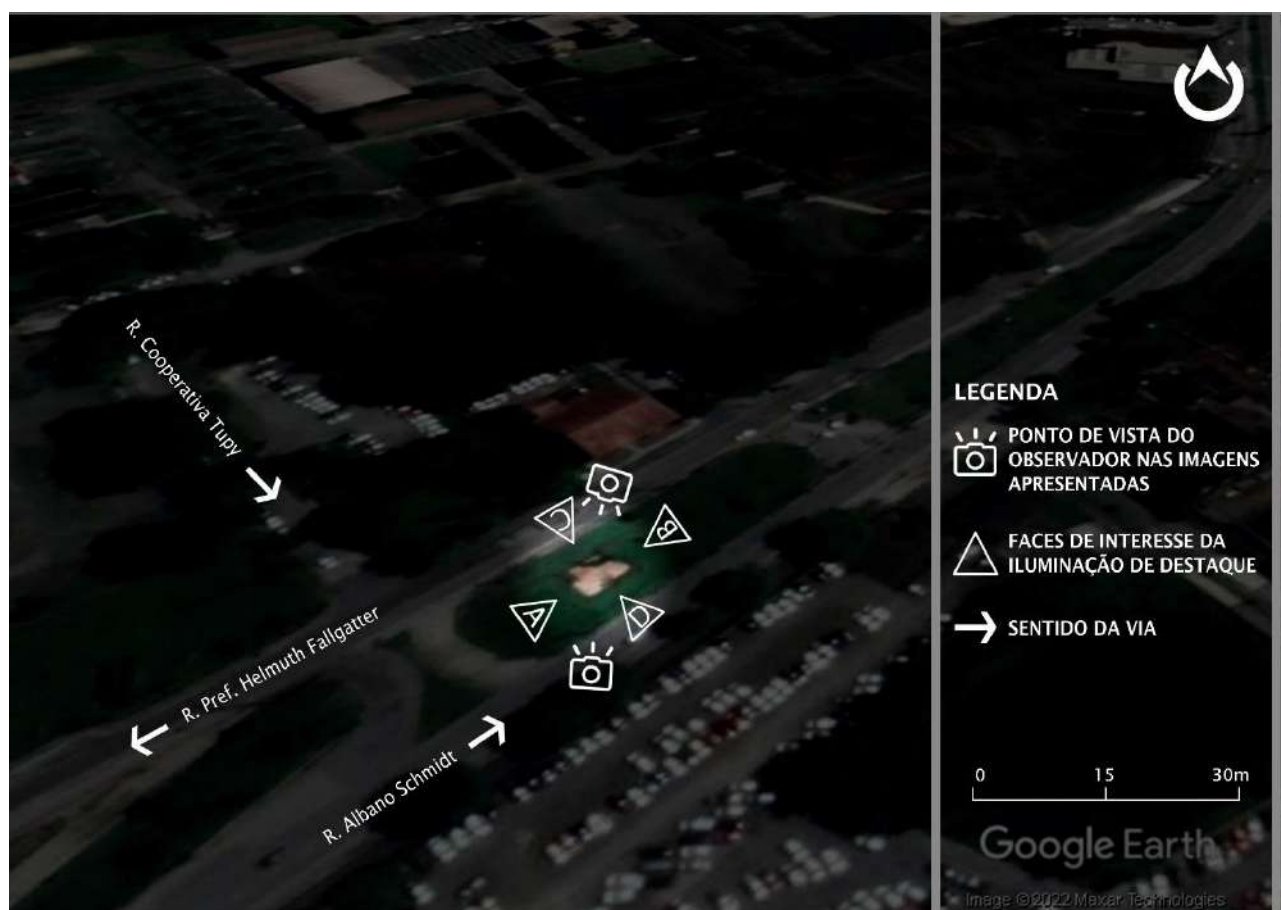 R. Cooperativa Tupy
C
B
A
D
R. Pref. Helmuth Fallgatter
R. Albano Schmidt
LEGENDA
PONTO DE VISTA DO
OBSERVADOR NAS IMAGENS
APRESENTADAS
FACES DE INTERESSE DA
ILUMINAÇÃO DE DESTAQUE
SENTIDO DA VIA
0 15 30m
Google Earth
Image ©2022 Maxar Technologies